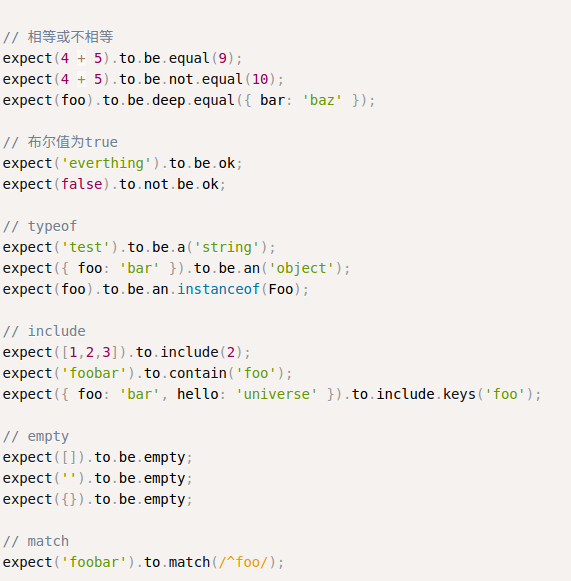 // 相等或不相等
expect(4 + 5).to.be.equal(9);
expect(4 + 5).to.be.not.equal(10);
expect(foo).to.be.deep.equal({ bar: 'baz' });
// 布尔值为true
expect('everthing').to.be.ok;
expect(false).to.not.be.ok;
// typeof
expect('test').to.be.a('string');
expect({ foo: 'bar' }).to.be.an('object');
expect(foo).to.be.an.instanceof(Foo);
// include
expect([1,2,3]).to.include(2);
expect('foobar').to.contain('foo');
expect({ foo: 'bar', hello: 'universe' }).to.include.keys('foo');
// empty
expect([]).to.be.empty;
expect('').to.be.empty;
expect({}).to.be.empty;
// match
expect('foobar').to.match(/^foo/);